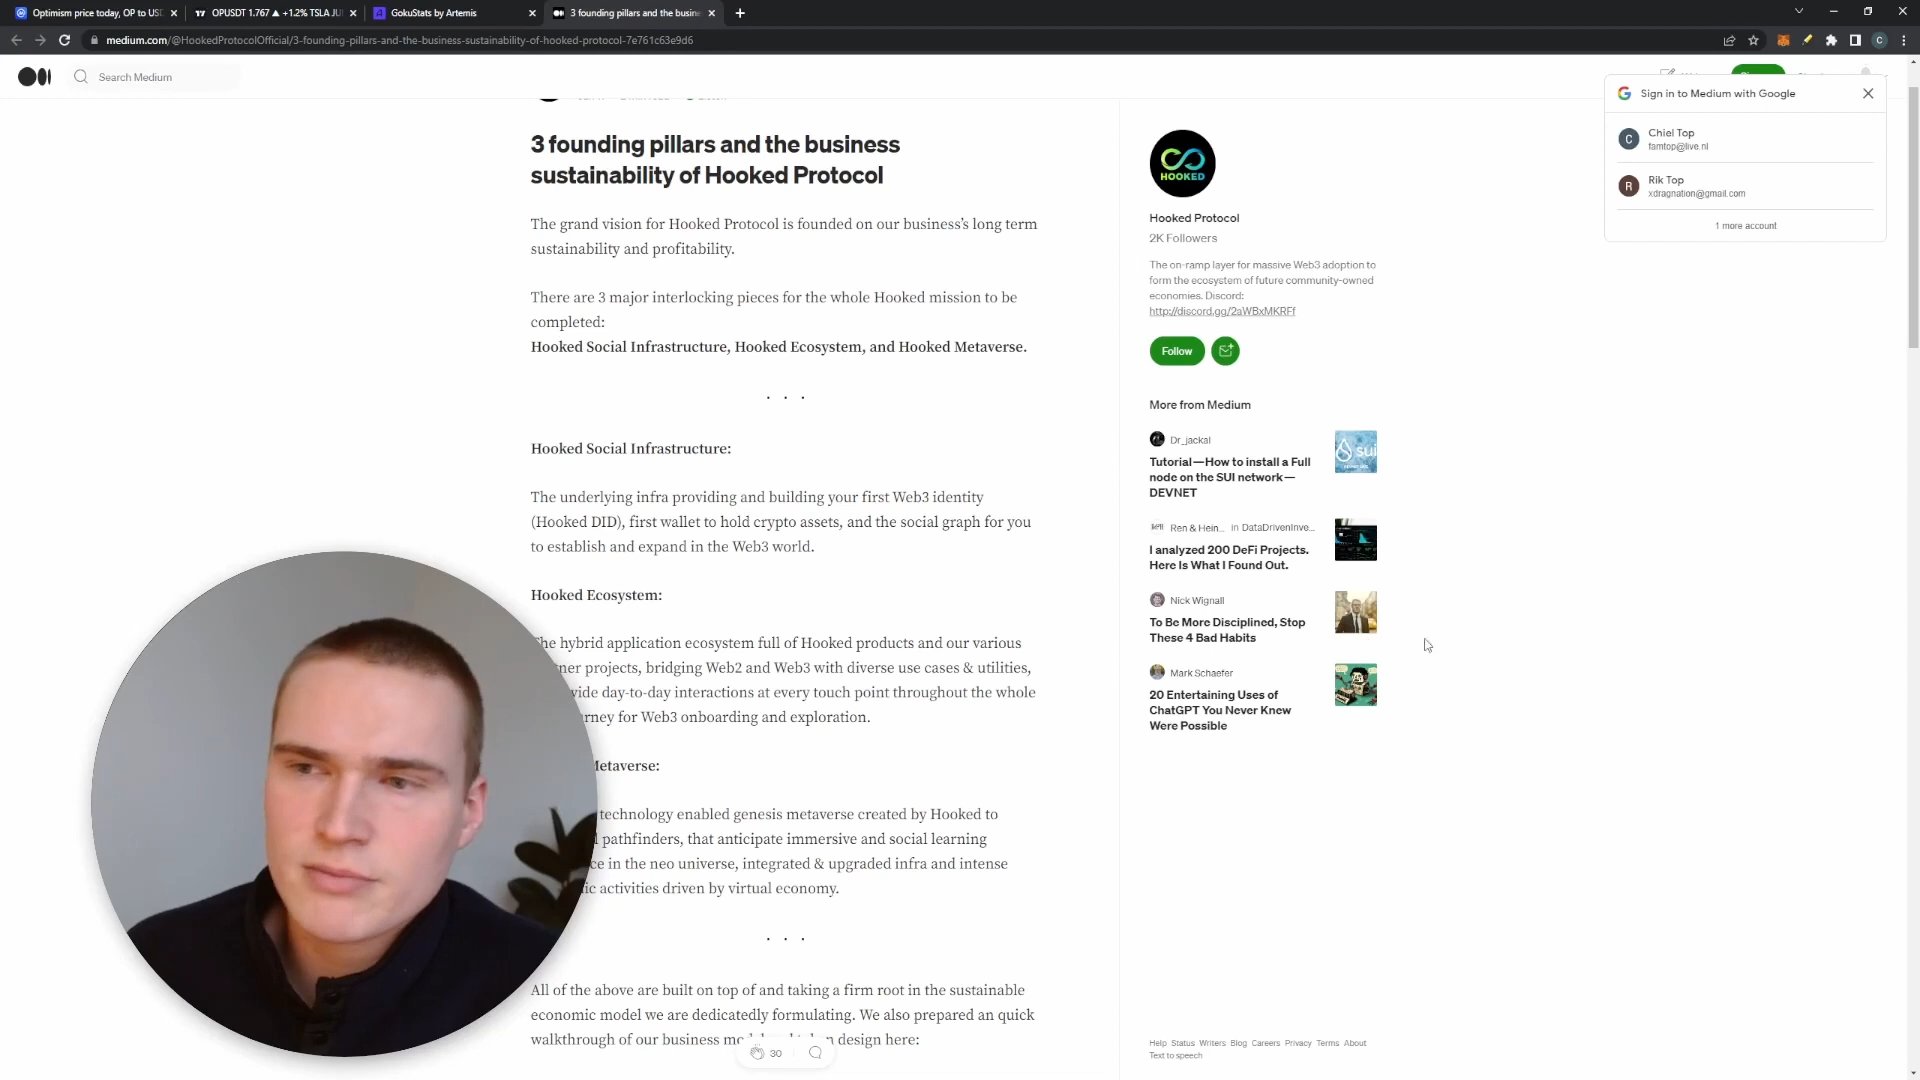 Optimism price today, OP to US
OPUSDT 1.767 ▲ +1.2% TSLA JU
GokuStats by Artemis
3 founding pillars and the busin
medium.com/@HookedProtocolOfficial/3-founding-pillars-and-the-business-sustainability-of-hooked-protocol-7e761c63e9d6
C
Search Medium
Sign in to Medium with Google
C
Chiel Top
famtop@live.nl
R
Rik Top
xdragnation@gmail.com
1 more account
3 founding pillars and the business
sustainability of Hooked Protocol
The grand vision for Hooked Protocol is founded on our business’s long term
sustainability and profitability.
There are 3 major interlocking pieces for the whole Hooked mission to be
completed:
Hooked Social Infrastructure, Hooked Ecosystem, and Hooked Metaverse.
. . .
Hooked Social Infrastructure:
The underlying infra providing and building your first Web3 identity
(Hooked DID), first wallet to hold crypto assets, and the social graph for you
to establish and expand in the Web3 world.
Hooked Ecosystem:
he hybrid application ecosystem full of Hooked products and our various
ner projects, bridging Web2 and Web3 with diverse use cases & utilities,
vide day-to-day interactions at every touch point throughout the whole
rney for Web3 onboarding and exploration.
Metaverse:
technology enabled genesis metaverse created by Hooked to
pathfinders, that anticipate immersive and social learning
ce in the neo universe, integrated & upgraded infra and intense
ic activities driven by virtual economy.
. . .
All of the above are built on top of and taking a firm root in the sustainable
economic model we are dedicatedly formulating. We also prepared an quick
walkthrough of our business mo design here:
30
HOOKED
Hooked Protocol
2K Followers
The on-ramp layer for massive Web3 adoption to
form the ecosystem of future community-owned
economies. Discord:
http://discord.gg/2aWBxMKRFf
Follow
More from Medium
Dr_jackal
Tutorial—How to install a Full
node on the SUI network—
DEVNET
sui
Ren & Hein... in DataDrivenInve...
I analyzed 200 DeFi Projects.
Here Is What I Found Out.
Nick Wignall
To Be More Disciplined, Stop
These 4 Bad Habits
Mark Schaefer
20 Entertaining Uses of
ChatGPT You Never Knew
Were Possible
Help Status Writers Blog Careers Privacy Terms About
Text to speech